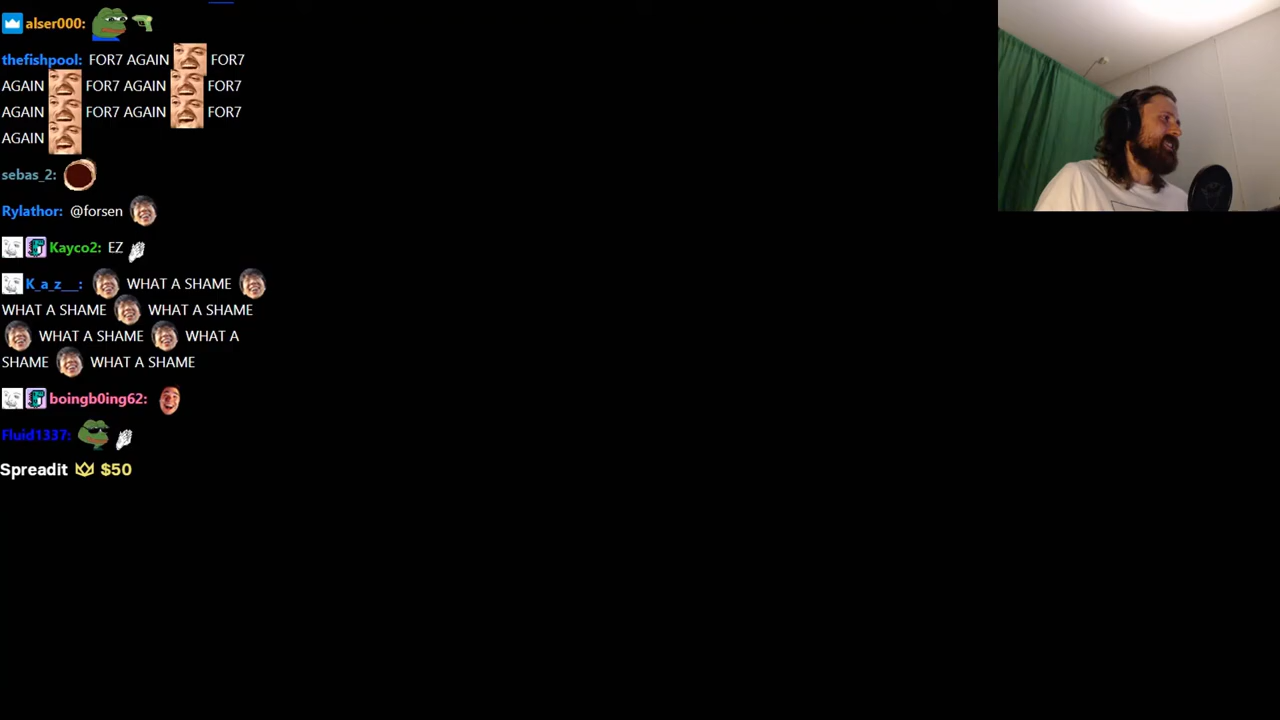 alser000:
thefishpool: FOR7 AGAIN FOR7
AGAIN FOR7 AGAIN FOR7
AGAIN FOR7 AGAIN FOR7
AGAIN
sebas_2:
Rylathor: @forsen
Kayco2: EZ
K_a_z__: WHAT A SHAME
WHAT A SHAME WHAT A SHAME
WHAT A SHAME WHAT A
SHAME WHAT A SHAME
boingb0ing62:
Fluid1337:
Spreadit $50